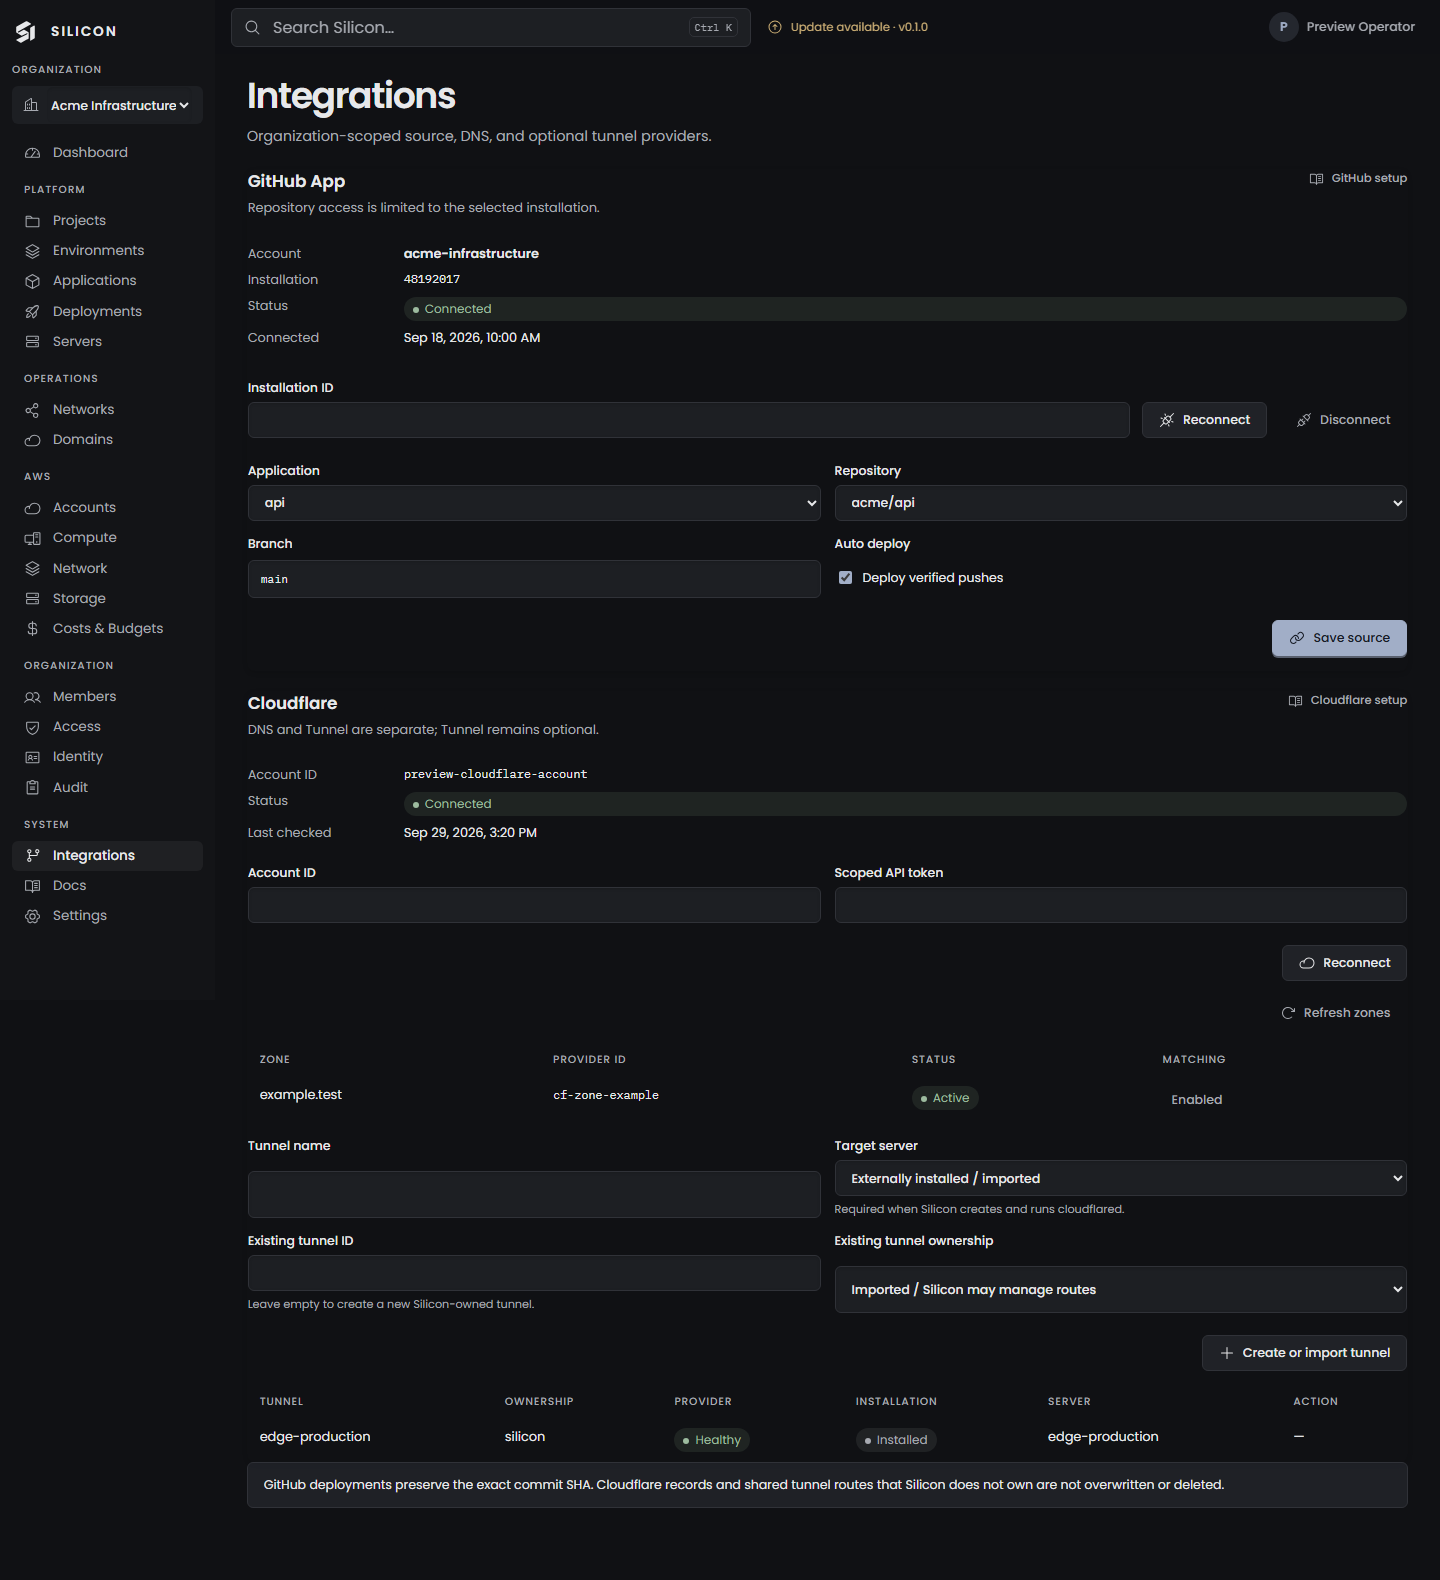 SILICON
Search Silicon...
Ctrl K
Update available · v0.1.0
P
Preview Operator
ORGANIZATION
Acme Infrastructure
Dashboard
PLATFORM
Projects
Environments
Applications
Deployments
Servers
OPERATIONS
Networks
Domains
AWS
Accounts
Compute
Network
Storage
Costs & Budgets
ORGANIZATION
Members
Access
Identity
Audit
SYSTEM
Integrations
Docs
Settings
Integrations
Organization-scoped source, DNS, and optional tunnel providers.
GitHub App
GitHub setup
Repository access is limited to the selected installation.
Account acme-infrastructure
Installation 48192017
Status Connected
Connected Sep 18, 2026, 10:00 AM
Installation ID
Reconnect
Disconnect
Application Repository
api acme/api
Branch Auto deploy
main Deploy verified pushes
Save source
Cloudflare
Cloudflare setup
DNS and Tunnel are separate; Tunnel remains optional.
Account ID preview-cloudflare-account
Status Connected
Last checked Sep 29, 2026, 3:20 PM
Account ID Scoped API token
Reconnect
Refresh zones
ZONE PROVIDER ID STATUS MATCHING
example.test cf-zone-example Active Enabled
Tunnel name Target server
Externally installed / imported
Required when Silicon creates and runs cloudflared.
Existing tunnel ID Existing tunnel ownership
Imported / Silicon may manage routes
Leave empty to create a new Silicon-owned tunnel.
Create or import tunnel
TUNNEL OWNERSHIP PROVIDER INSTALLATION SERVER ACTION
edge-production silicon Healthy Installed edge-production —
GitHub deployments preserve the exact commit SHA. Cloudflare records and shared tunnel routes that Silicon does not own are not overwritten or deleted.